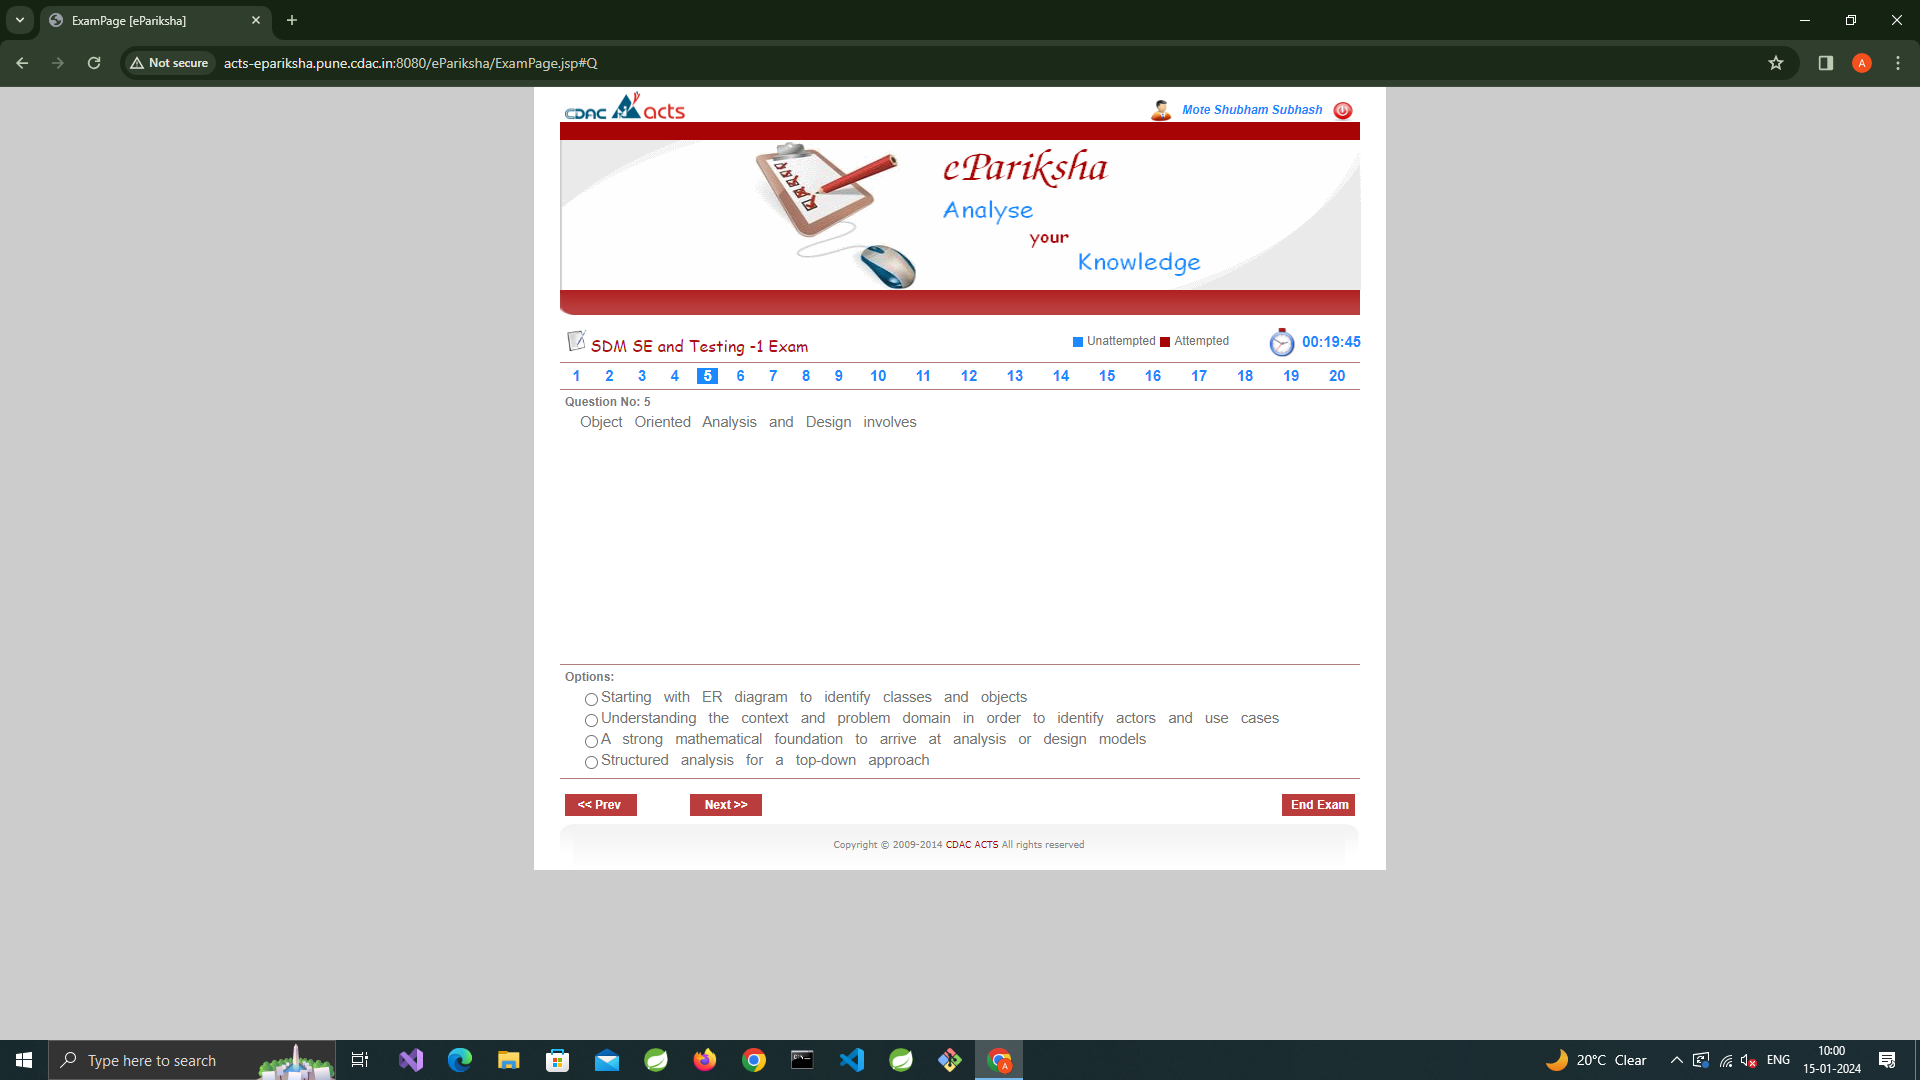 ExamPage [ePariksha]
Not secure
acts-epariksha.pune.cdac.in:8080/ePariksha/ExamPage.jsp#Q
A
CDAC acts
Mote Shubham Subhash
ePariksha
Analyse
your
Knowledge
SDM SE and Testing -1 Exam
Unattempted Attempted
00:19:45
1 2 3 4 5 6 7 8 9 10 11 12 13 14 15 16 17 18 19 20
Question No: 5
Object Oriented Analysis and Design involves
Options:
Starting with ER diagram to identify classes and objects
Understanding the context and problem domain in order to identify actors and use cases
A strong mathematical foundation to arrive at analysis or design models
Structured analysis for a top-down approach
<< Prev
Next >>
End Exam
Copyright © 2009-2014 CDAC ACTS All rights reserved
Type here to search
A
20°C Clear
ENG
10:00
15-01-2024